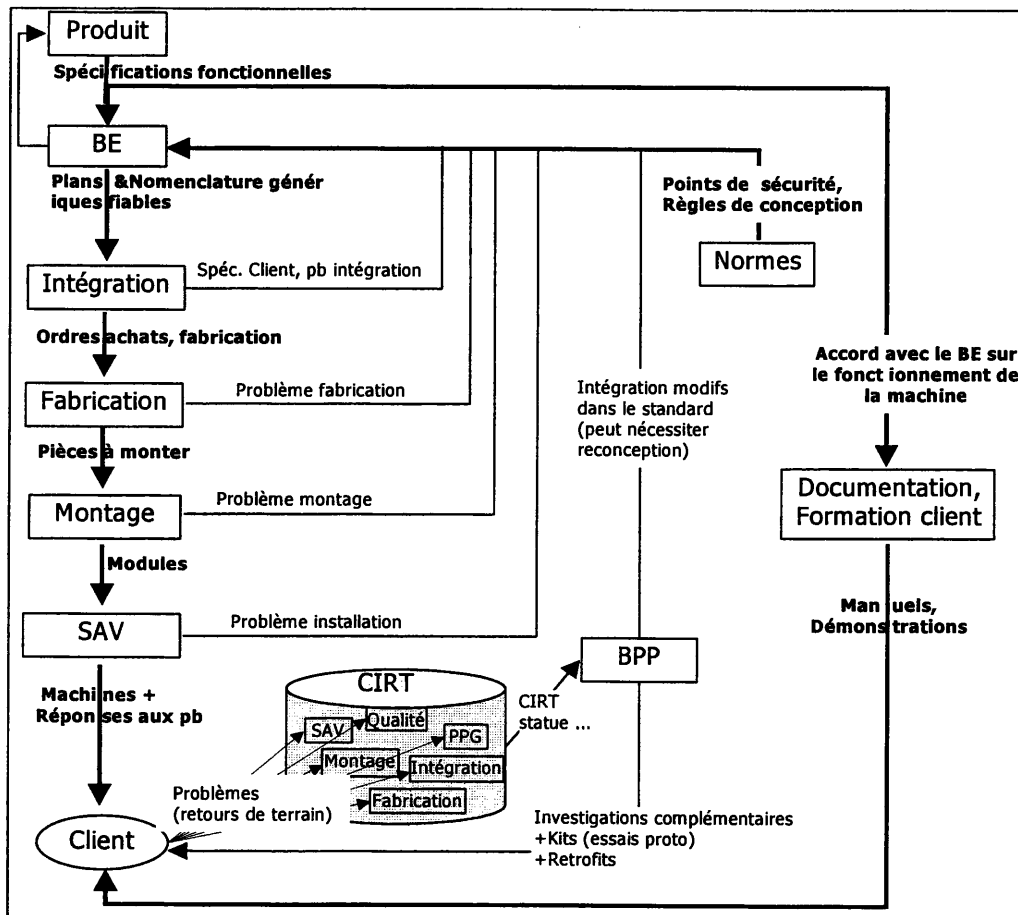 Produit
Spécifications fonctionnelles
BE
Plans &Nomenclature génér
iques fiables
Points de sécurité,
Règles de conception
Normes
Intégration
Spéc. Client, pb intégration
Ordres achats, fabrication
Accord avec le BE sur
le fonct ionnement de
la machine
Fabrication
Problème fabrication
Intégration modifs
dans le standard
(peut nécessiter
reconception)
Pièces à monter
Montage
Problème montage
Documentation,
Formation client
Modules
SAV
Problème installation
Man uels,
Démons trations
BPP
CIRT
Machines +
Réponses aux pb
CIRT
statue ...
SAV
Qualité
PPG
Montage
Intégration
Fabrication
Problèmes
(retours de terrain)
Client
Investigations complémentaires
+Kits (essais proto)
+Retrofits